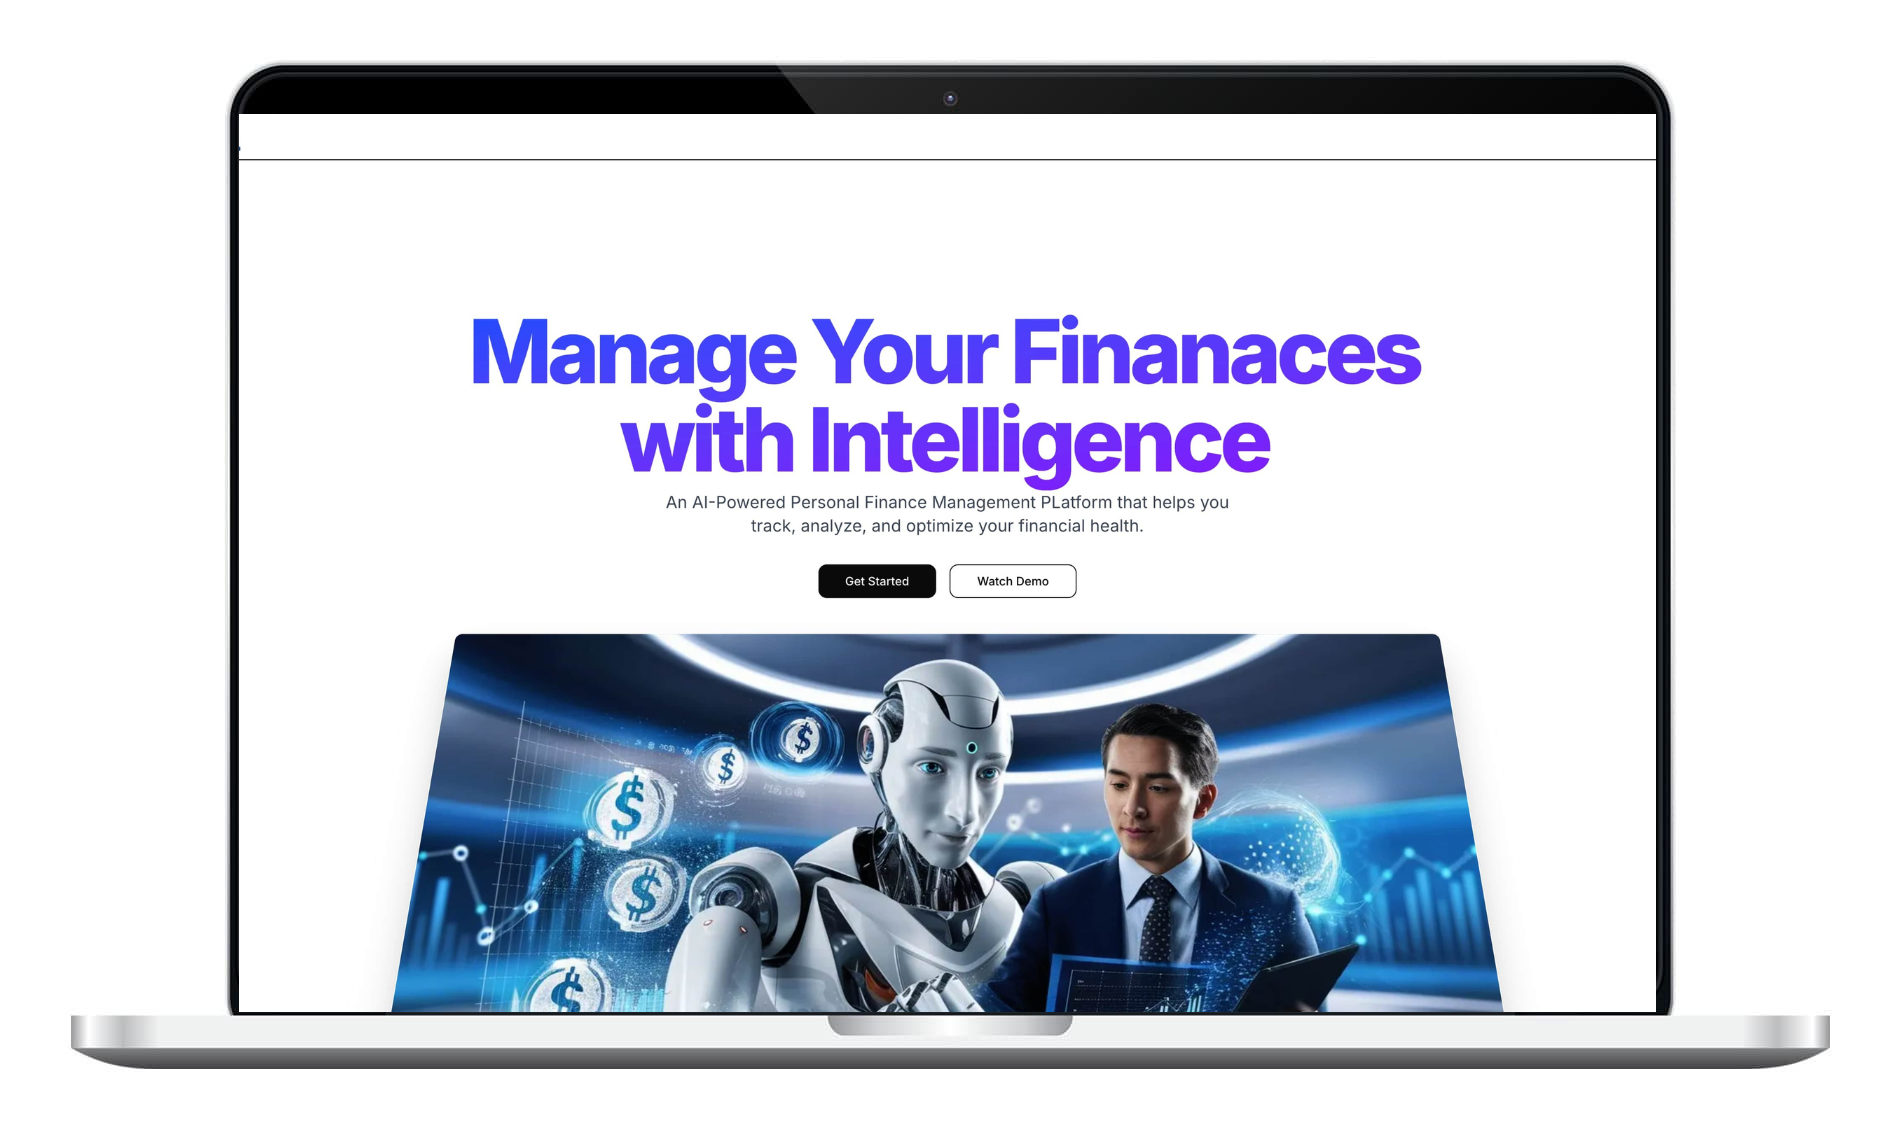 Manage Your Finanaces
with Intelligence
An AI-Powered Personal Finance Management PLatform that helps you
track, analyze, and optimize your financial health.
Get Started
Watch Demo
$
$
$
$
$